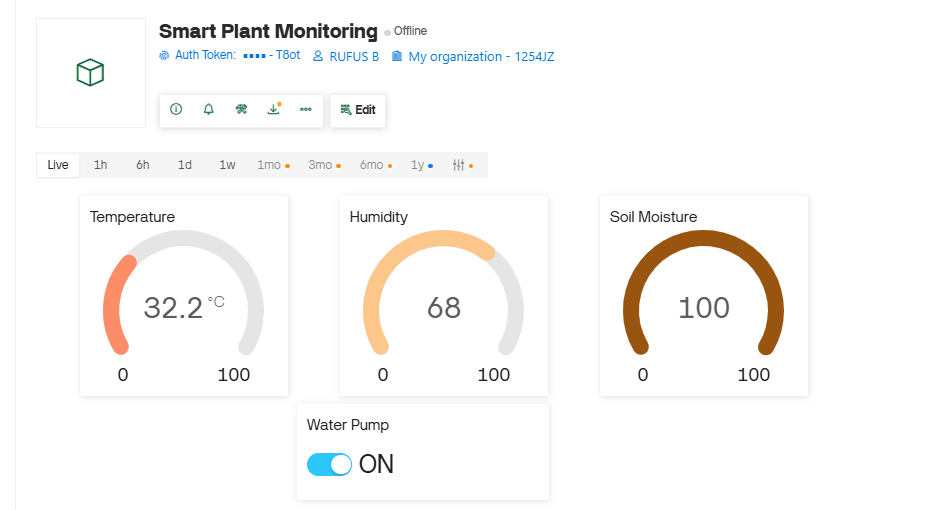 Smart Plant Monitoring Offline
Auth Token: •••• - T8ot RUFUS B My organization - 1254JZ
Edit
Live 1h 6h 1d 1w 1mo 3mo 6mo 1y
Temperature Humidity Soil Moisture
32.2 °C 68 100
0 100 0 100 0 100
Water Pump
ON